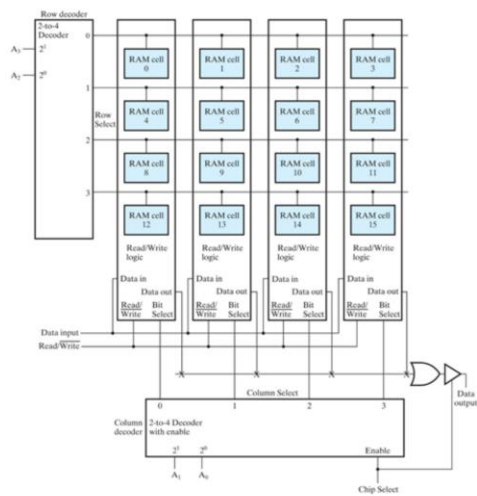 Row decoder
2-to-4
Decoder
A₃ 2¹
A₂ 2⁰
0
1
Row
Select
2
3
RAM cell
0
RAM cell
1
RAM cell
2
RAM cell
3
RAM cell
4
RAM cell
5
RAM cell
6
RAM cell
7
RAM cell
8
RAM cell
9
RAM cell
10
RAM cell
11
RAM cell
12
RAM cell
13
RAM cell
14
RAM cell
15
Read/Write
logic
Read/Write
logic
Read/Write
logic
Read/Write
logic
Data in
Data in
Data in
Data in
Data out
Data out
Data out
Data out
Read/
Write
Bit
Select
Read/
Write
Bit
Select
Read/
Write
Bit
Select
Read/
Write
Bit
Select
Data input
Read/Write
X X X X
Data
output
Column Select
0 1 2 3
Column
decoder
2-to-4 Decoder
with enable
2¹ 2⁰ Enable
A₁ A₀
Chip Select